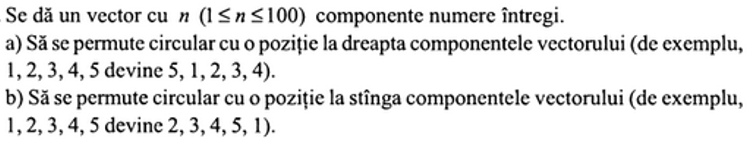 Se dă un vector cu n (1≤n≤100) componente numere întregi.
a) Să se permute circular cu o poziție la dreapta componentele vectorului (de exemplu,
1, 2, 3, 4, 5 devine 5, 1, 2, 3, 4).
b) Să se permute circular cu o poziție la stînga componentele vectorului (de exemplu,
1, 2, 3, 4, 5 devine 2, 3, 4, 5, 1).